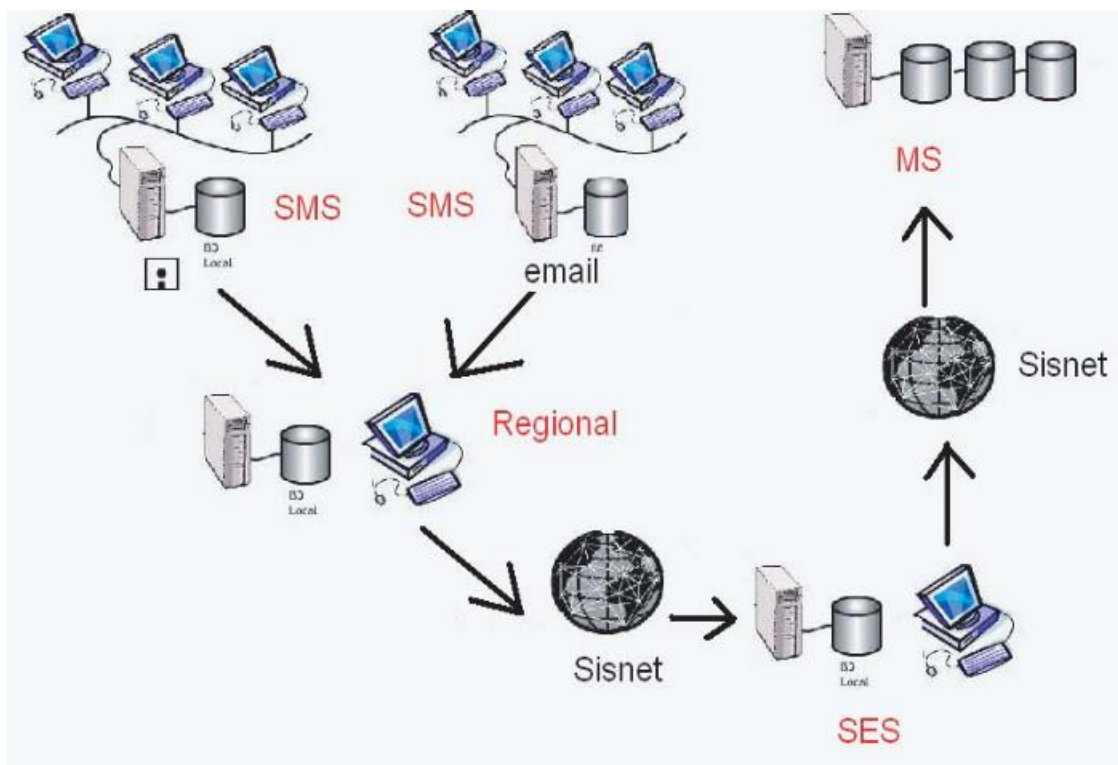 SMS
SMS
MS
BD
Local
email
Sisnet
Regional
BD
Local
Sisnet
BD
Local
SES